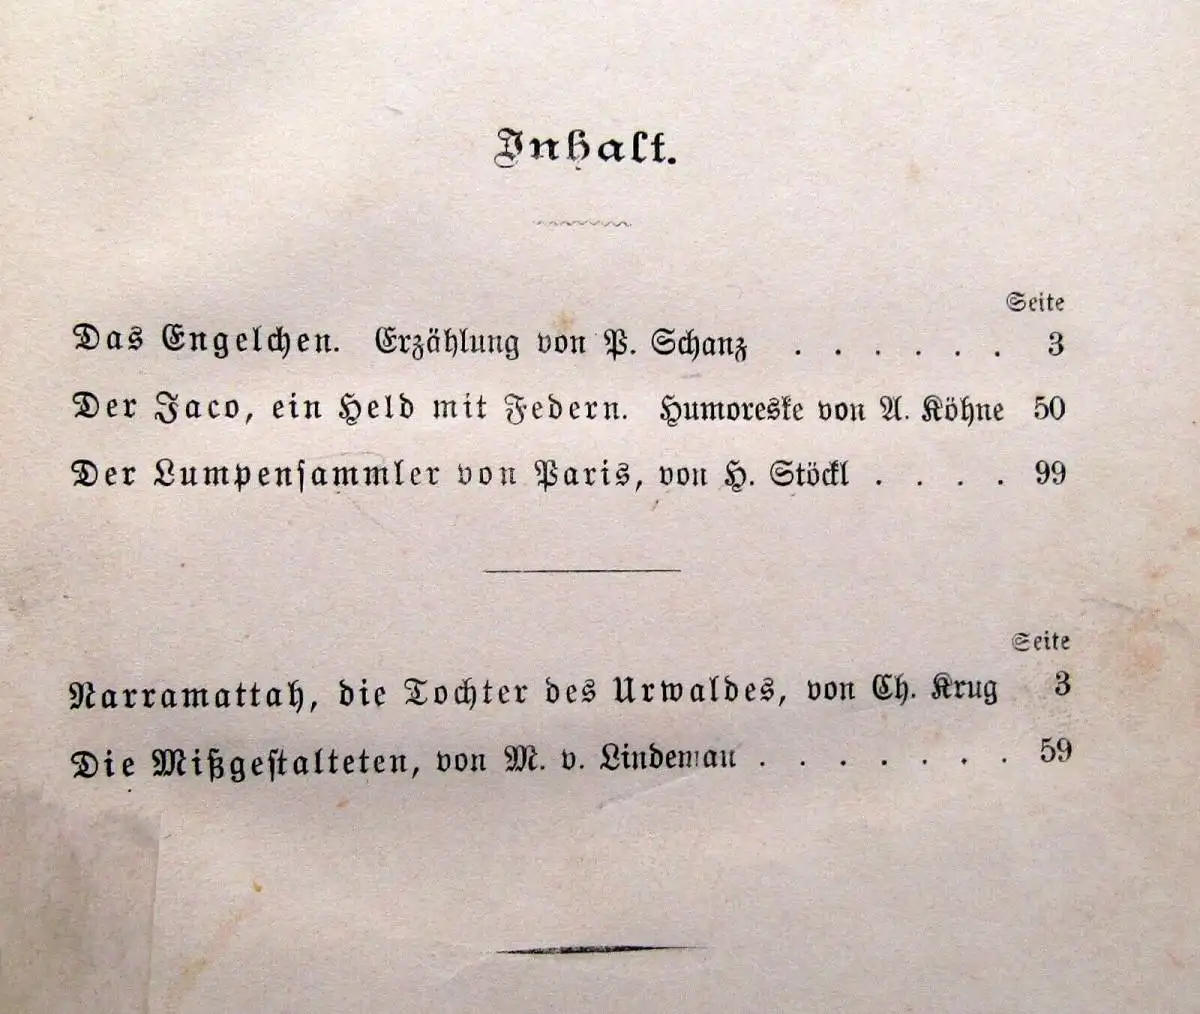 Inhalt.
Seite
Das Engelchen. Erzählung von P. Schanz . . . . . . 3
Der Jaco, ein Held mit Federn. Humoreske von A. Köhne 50
Der Lumpensammler von Paris, von H. Stöckl . . . . 99
Seite
Narramattah, die Tochter des Urwaldes, von Ch. Krug 3
Die Mißgestalteten, von M. v. Lindeman . . . . . . . 59